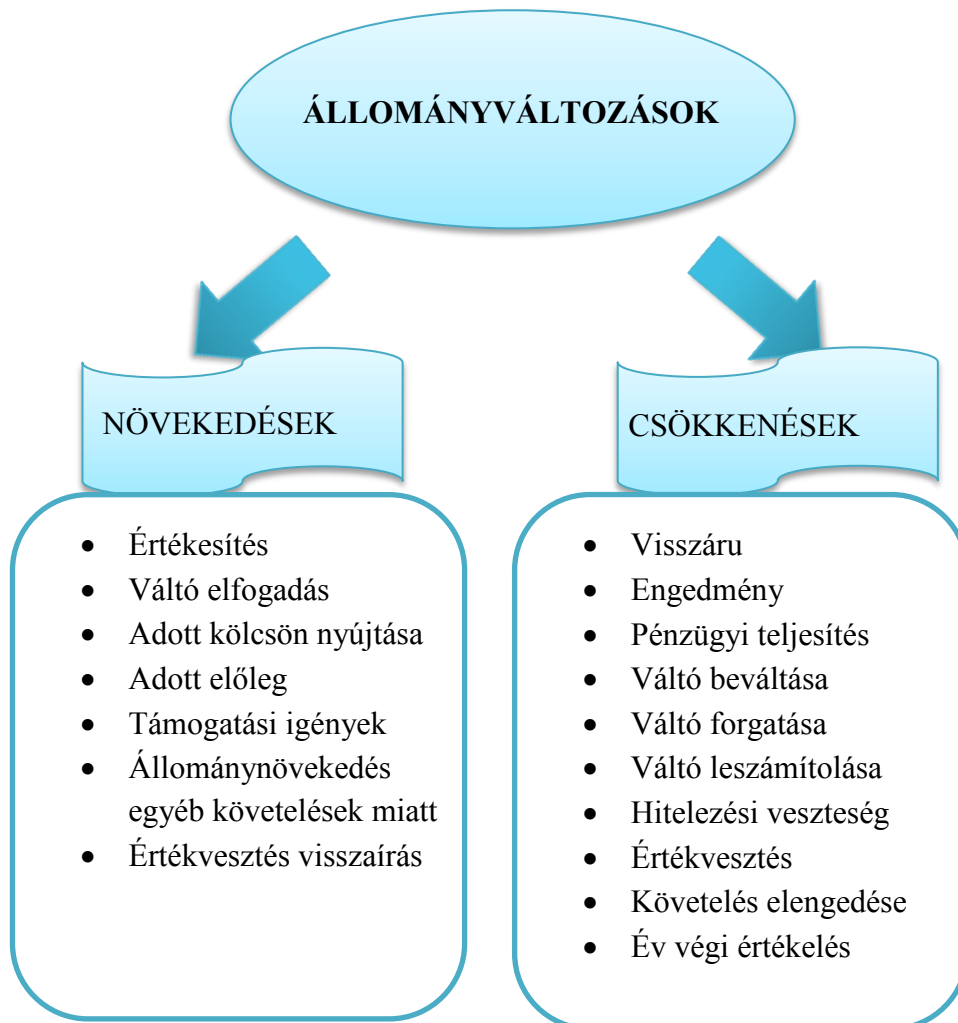 ÁLLOMÁNYVÁLTOZÁSOK
NÖVEKEDÉSEK
• Értékesítés
• Váltó elfogadás
• Adott kölcsön nyújtása
• Adott előleg
• Támogatási igények
• Állománynövekedés
egyéb követelések miatt
• Értékvesztés visszaírás
CSÖKKENÉSEK
• Visszáru
• Engedmény
• Pénzügyi teljesítés
• Váltó beváltása
• Váltó forgatása
• Váltó leszámítolása
• Hitelezési veszteség
• Értékvesztés
• Követelés elengedése
• Év végi értékelés